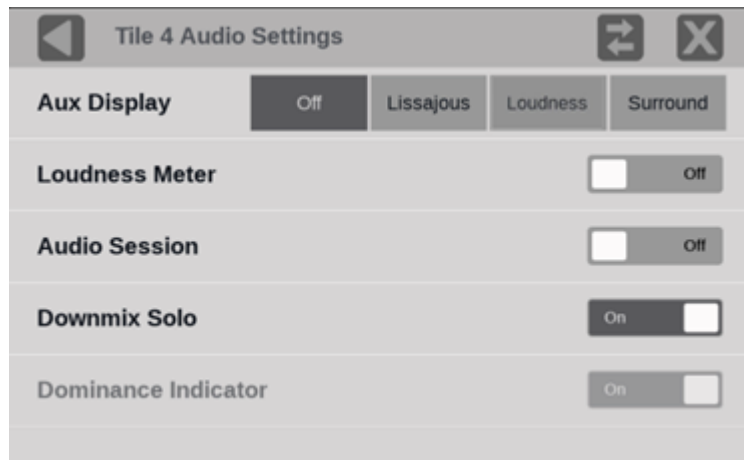 Tile 4 Audio Settings
Aux Display Off Lissajous Loudness Surround
Loudness Meter Off
Audio Session Off
Downmix Solo On
Dominance Indicator On